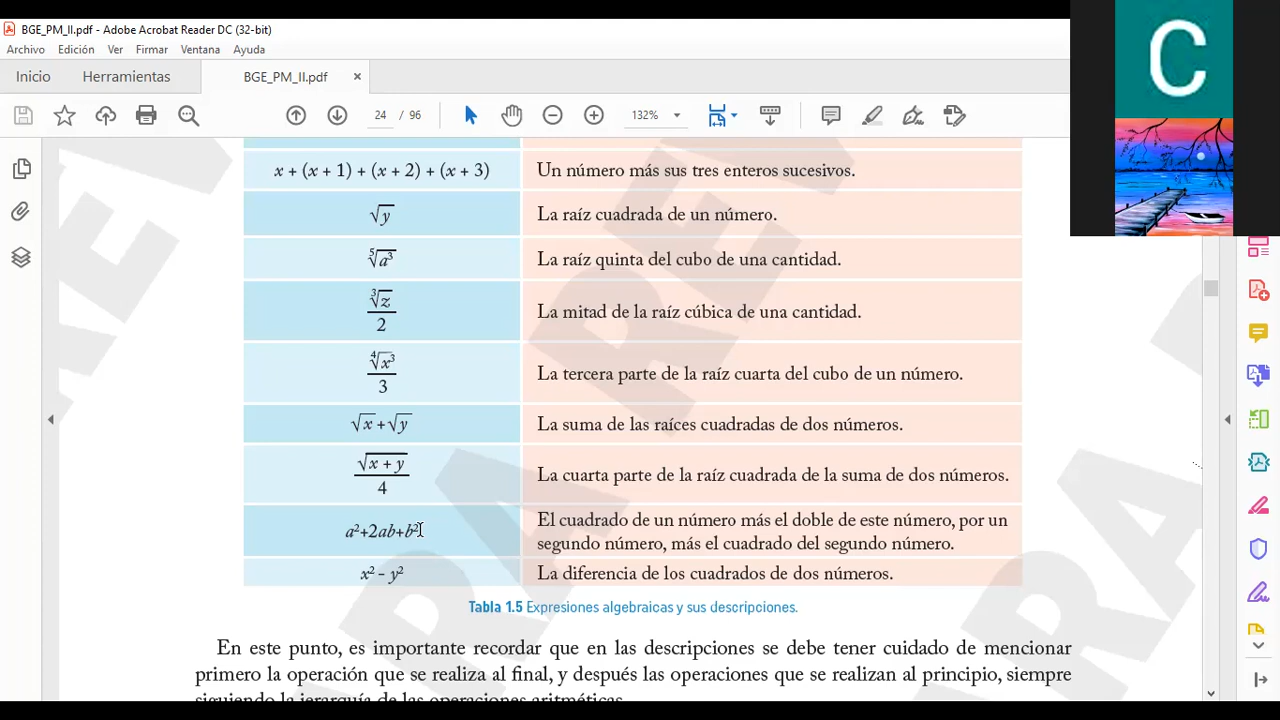 BGE_PM_II.pdf - Adobe Acrobat Reader DC (32-bit)
Archivo Edición Ver Firmar Ventana Ayuda
Inicio Herramientas BGE_PM_II.pdf ×
24 / 96 132%
C
x + (x + 1) + (x + 2) + (x + 3) Un número más sus tres enteros sucesivos.
√y La raíz cuadrada de un número.
⁵√a³ La raíz quinta del cubo de una cantidad.
³√z / 2 La mitad de la raíz cúbica de una cantidad.
⁴√x³ / 3 La tercera parte de la raíz cuarta del cubo de un número.
√x + √y La suma de las raíces cuadradas de dos números.
√(x + y) / 4 La cuarta parte de la raíz cuadrada de la suma de dos números.
a²+2ab+b² El cuadrado de un número más el doble de este número, por un
segundo número, más el cuadrado del segundo número.
x² – y² La diferencia de los cuadrados de dos números.
Tabla 1.5 Expresiones algebraicas y sus descripciones.
En este punto, es importante recordar que en las descripciones se debe tener cuidado de mencionar
primero la operación que se realiza al final, y después las operaciones que se realizan al principio, siempre
siguiendo la jerarquía de las operaciones aritméticas.